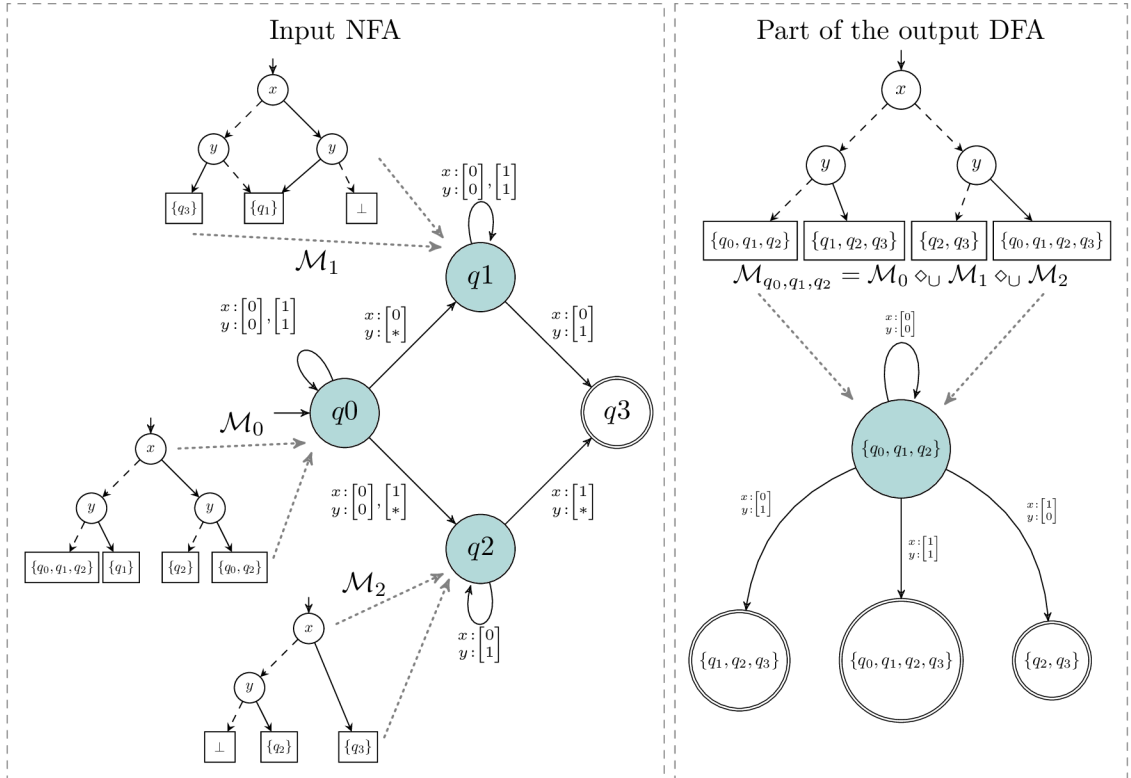 Input NFA
x
y
y
{q₃}
{q₁}
⊥
ℳ₁
x:[0],[1]
y:[0],[1]
q1
x:[0],[1]
y:[0],[1]
x:[0]
y:[*]
x:[0]
y:[1]
q0
q3
ℳ₀
x
y
y
{q₀, q₁, q₂}
{q₁}
{q₂}
{q₀, q₂}
x:[0],[1]
y:[0],[*]
x:[1]
y:[*]
q2
ℳ₂
x:[0]
y:[1]
x
y
⊥
{q₂}
{q₃}
Part of the output DFA
x
y
y
{q₀, q₁, q₂}
{q₁, q₂, q₃}
{q₂, q₃}
{q₀, q₁, q₂, q₃}
ℳ_{q₀,q₁,q₂} = ℳ₀ ⋄_∪ ℳ₁ ⋄_∪ ℳ₂
x:[0]
y:[0]
{q₀, q₁, q₂}
x:[0]
y:[1]
x:[1]
y:[1]
x:[1]
y:[0]
{q₁, q₂, q₃}
{q₀, q₁, q₂, q₃}
{q₂, q₃}